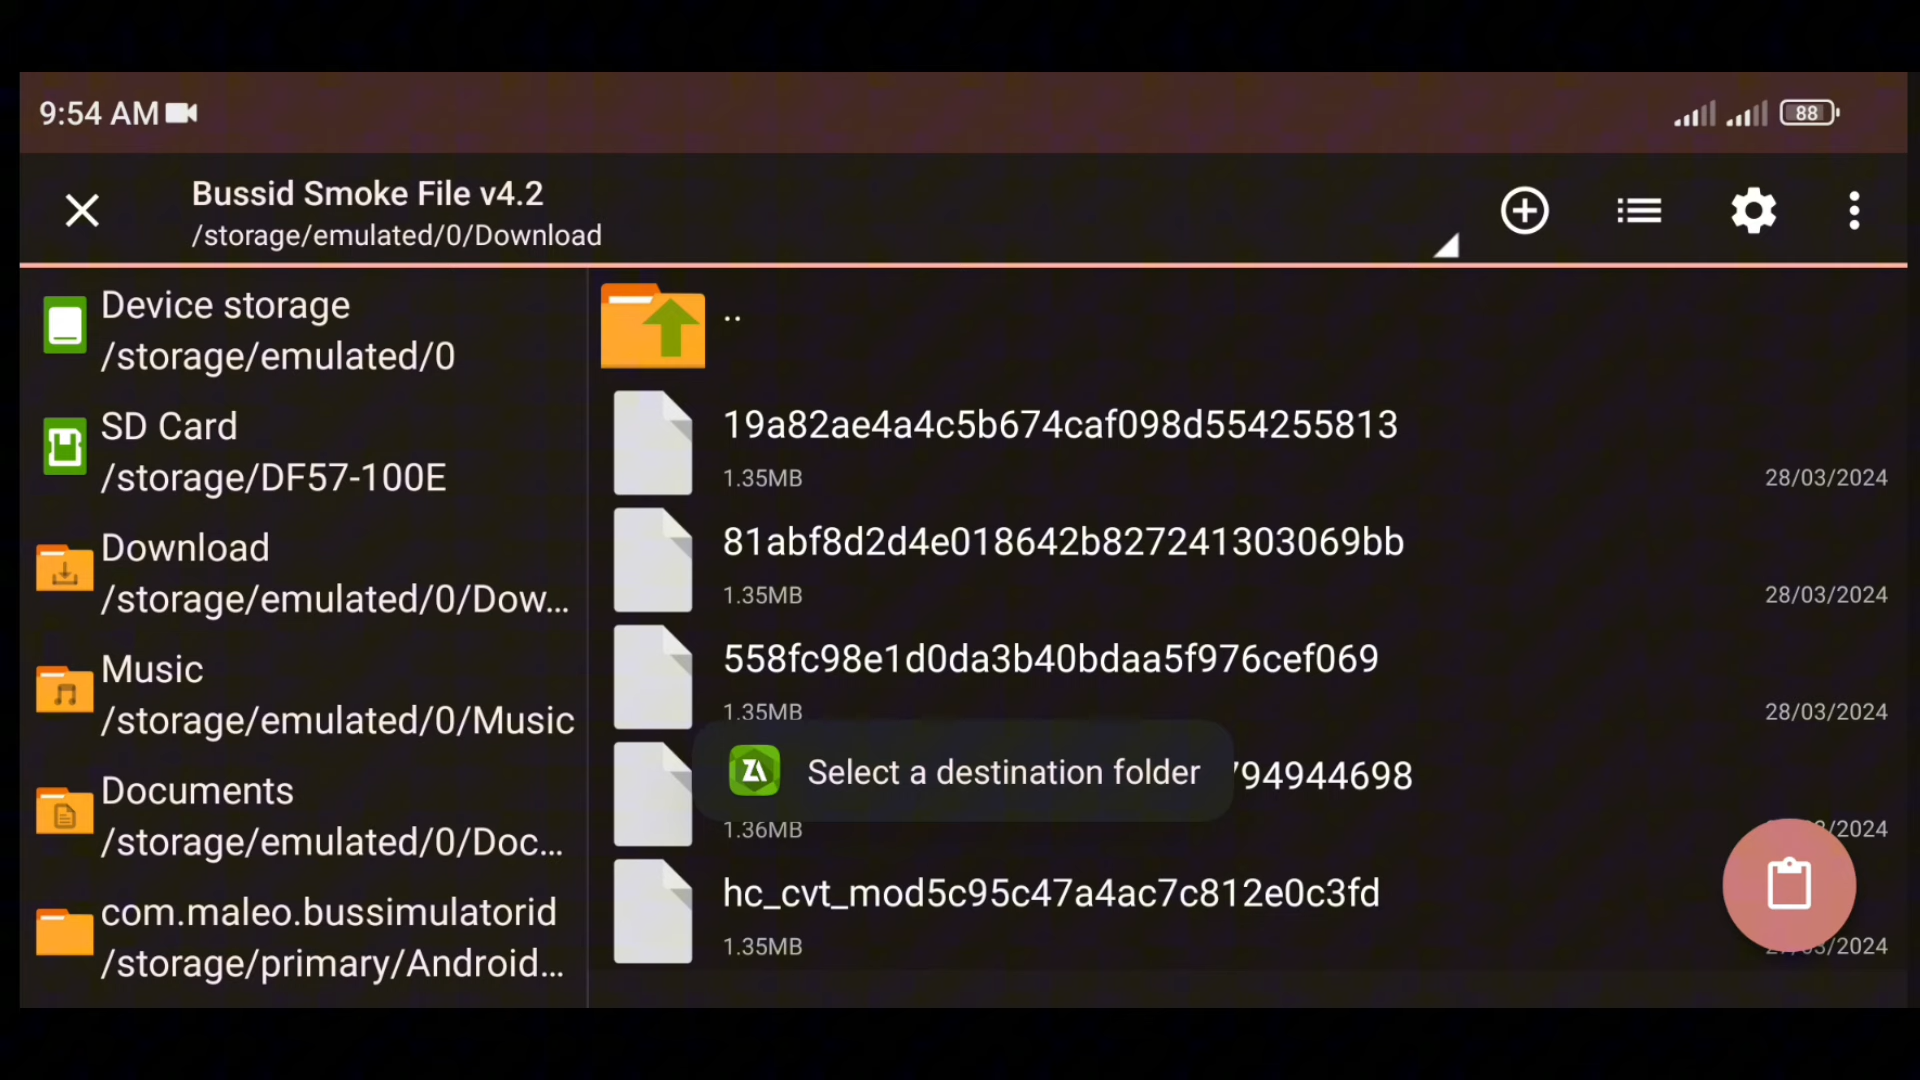 9:54 AM
88
Bussid Smoke File v4.2
/storage/emulated/0/Download
Device storage
/storage/emulated/0
SD Card
/storage/DF57-100E
Download
/storage/emulated/0/Dow...
Music
/storage/emulated/0/Music
Documents
/storage/emulated/0/Doc...
com.maleo.bussimulatorid
/storage/primary/Android...
..
19a82ae4a4c5b674caf098d554255813
1.35MB
28/03/2024
81abf8d2d4e018642b827241303069bb
1.35MB
28/03/2024
558fc98e1d0da3b40bdaa5f976cef069
1.35MB
28/03/2024
ZA Select a destination folder
794944698
1.36MB
/2024
hc_cvt_mod5c95c47a4ac7c812e0c3fd
1.35MB
/2024